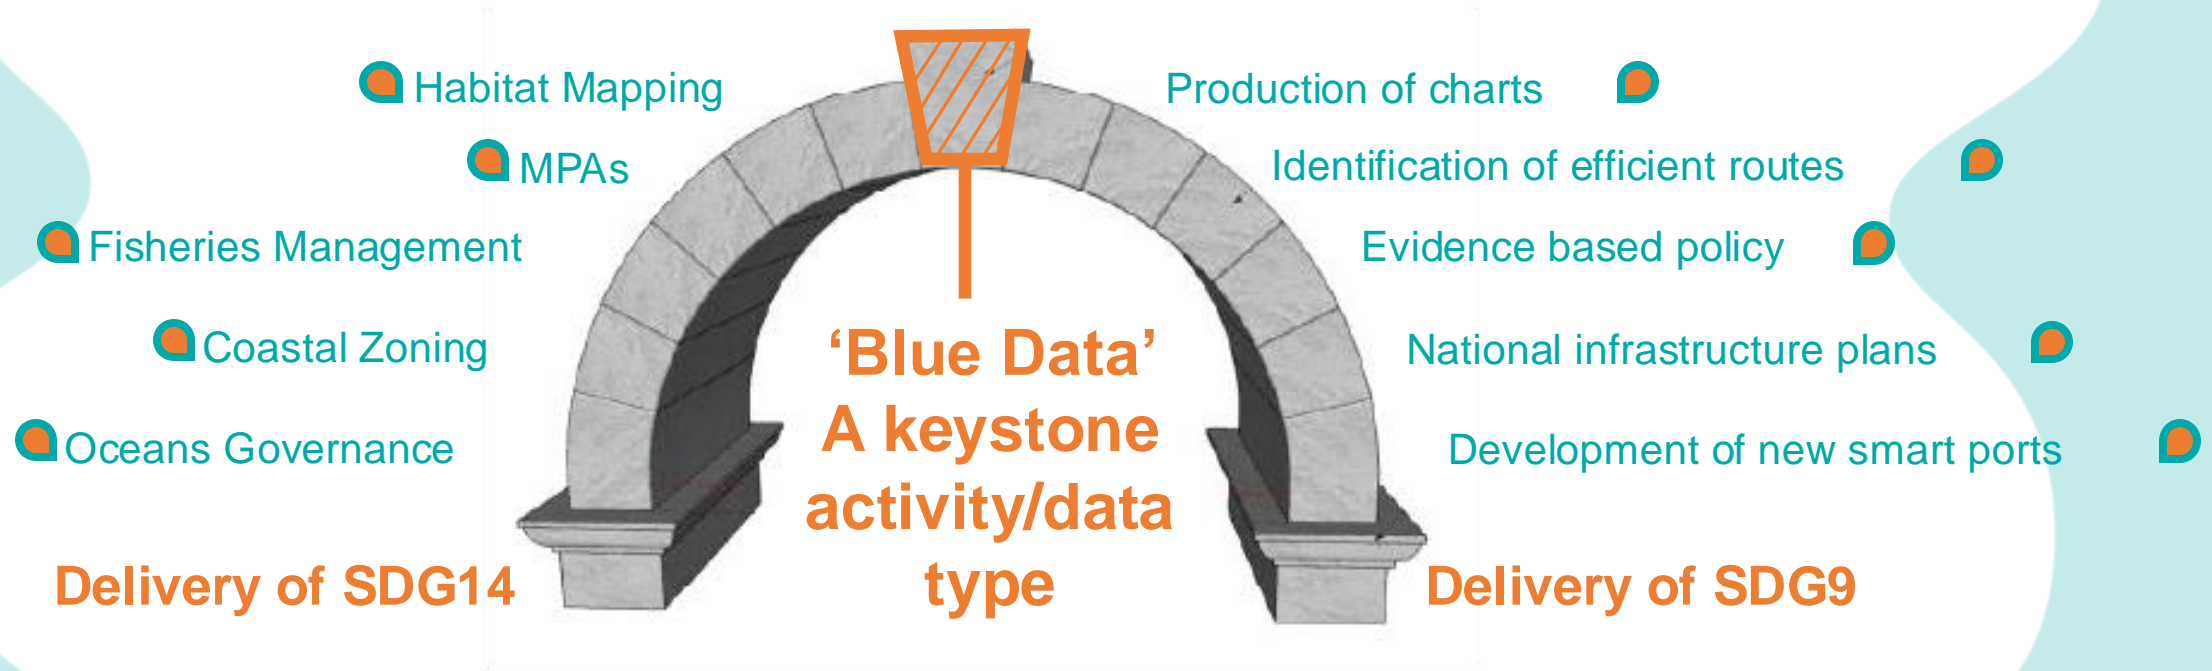 Habitat Mapping
MPAs
Fisheries Management
Coastal Zoning
Oceans Governance
Delivery of SDG14
‘Blue Data’
A keystone
activity/data
type
Production of charts
Identification of efficient routes
Evidence based policy
National infrastructure plans
Development of new smart ports
Delivery of SDG9